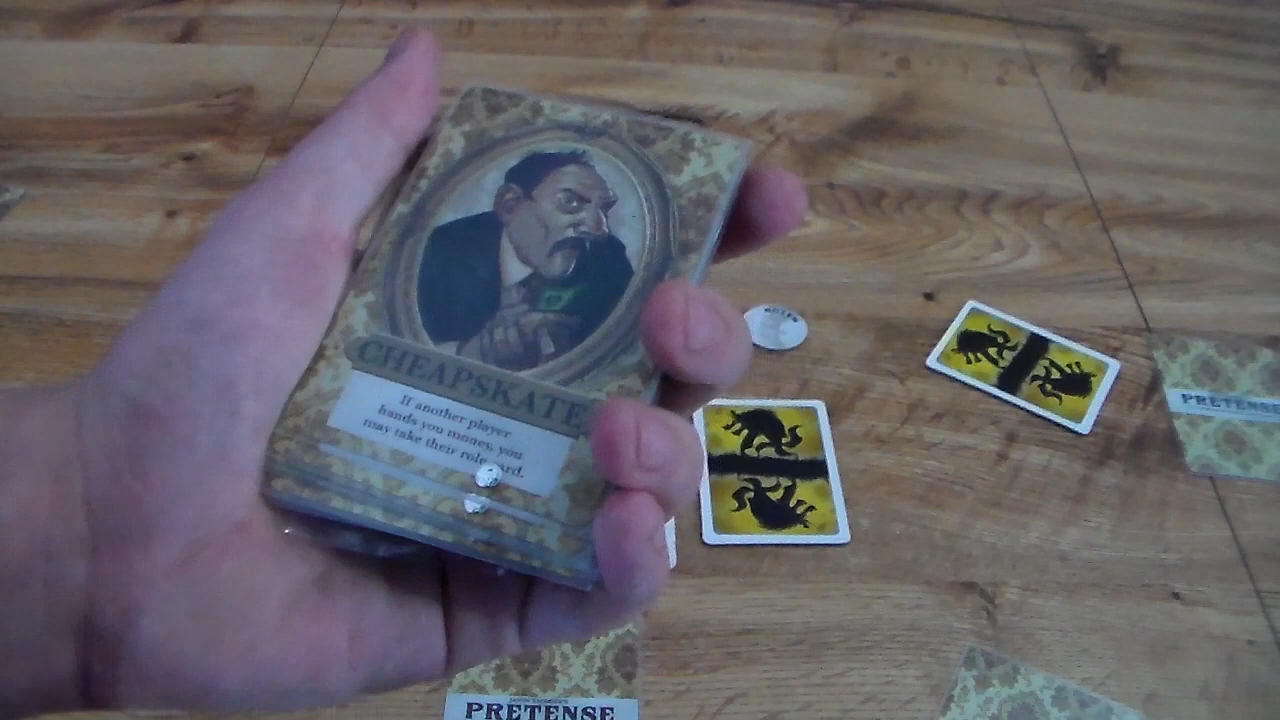 CHEAPSKATE
If another player
hands you money, you
may take their role card.
PRETENSE
PRETENSE